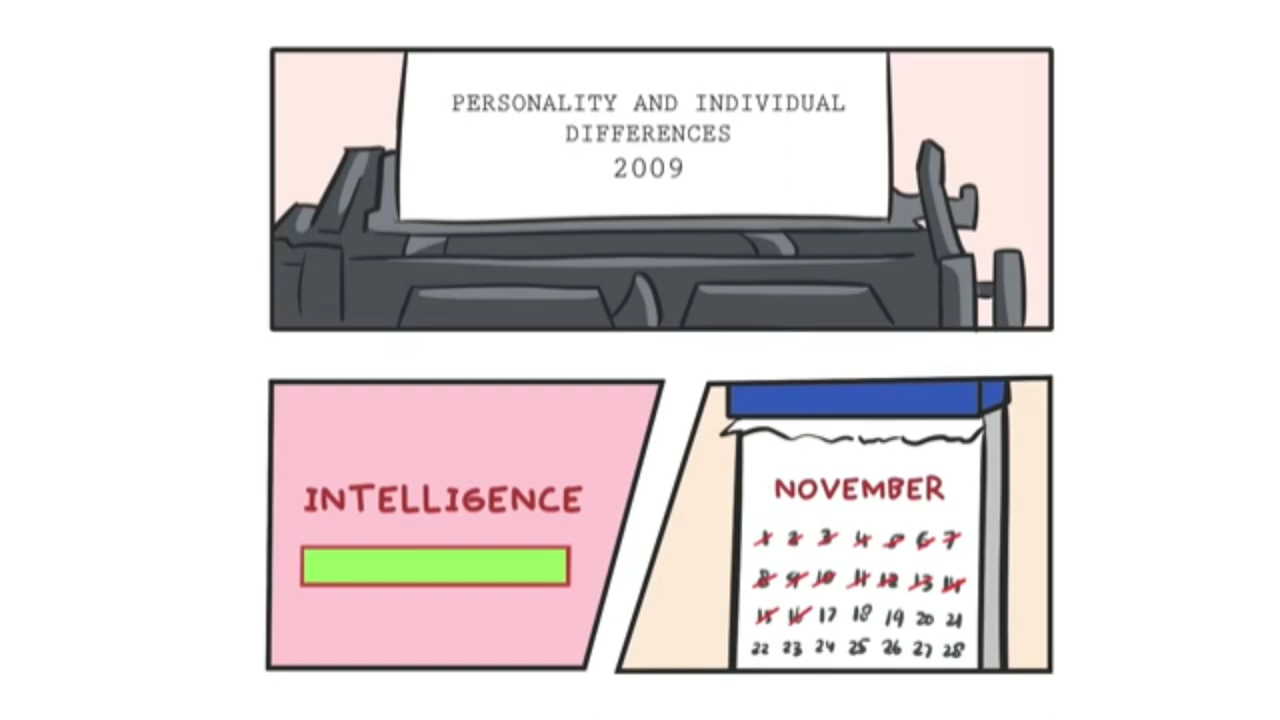 PERSONALITY AND INDIVIDUAL
DIFFERENCES
2009
INTELLIGENCE
NOVEMBER
1 2 3 4 5 6 7
8 9 10 11 12 13 14
15 16 17 18 19 20 21
22 23 24 25 26 27 28